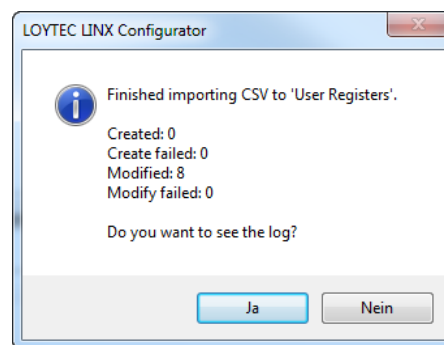 LOYTEC LINX Configurator
Finished importing CSV to 'User Registers'.
Created: 0
Create failed: 0
Modified: 8
Modify failed: 0
Do you want to see the log?
Ja
Nein